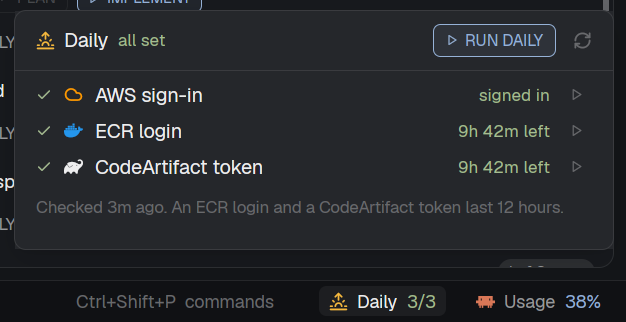 PLAN
IMPLEMENT
Daily all set
RUN DAILY
AWS sign-in signed in
ECR login 9h 42m left
CodeArtifact token 9h 42m left
Checked 3m ago. An ECR login and a CodeArtifact token last 12 hours.
Ctrl+Shift+P commands
Daily 3/3
Usage 38%